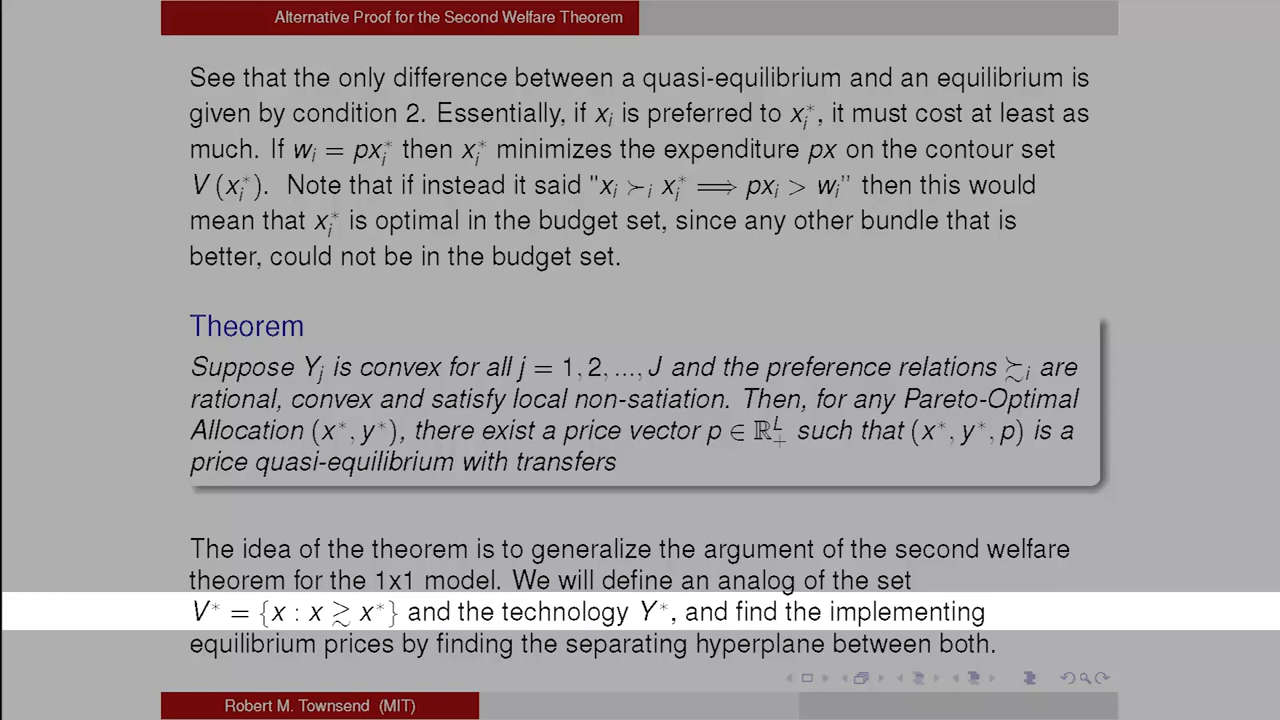 Alternative Proof for the Second Welfare Theorem
See that the only difference between a quasi-equilibrium and an equilibrium is
given by condition 2. Essentially, if xᵢ is preferred to xᵢ*, it must cost at least as
much. If wᵢ = pxᵢ* then xᵢ* minimizes the expenditure px on the contour set
V (xᵢ*). Note that if instead it said "xᵢ ≻ᵢ xᵢ* ⟹ pxᵢ > wᵢ" then this would
mean that xᵢ* is optimal in the budget set, since any other bundle that is
better, could not be in the budget set.
Theorem
Suppose Yⱼ is convex for all j = 1, 2, ..., J and the preference relations ≿ᵢ are
rational, convex and satisfy local non-satiation. Then, for any Pareto-Optimal
Allocation (x*, y*), there exist a price vector p ∈ ℝ₊ᴸ such that (x*, y*, p) is a
price quasi-equilibrium with transfers
The idea of the theorem is to generalize the argument of the second welfare
theorem for the 1x1 model. We will define an analog of the set
V* = {x : x ≳ x*} and the technology Y*, and find the implementing
equilibrium prices by finding the separating hyperplane between both.
Robert M. Townsend (MIT)